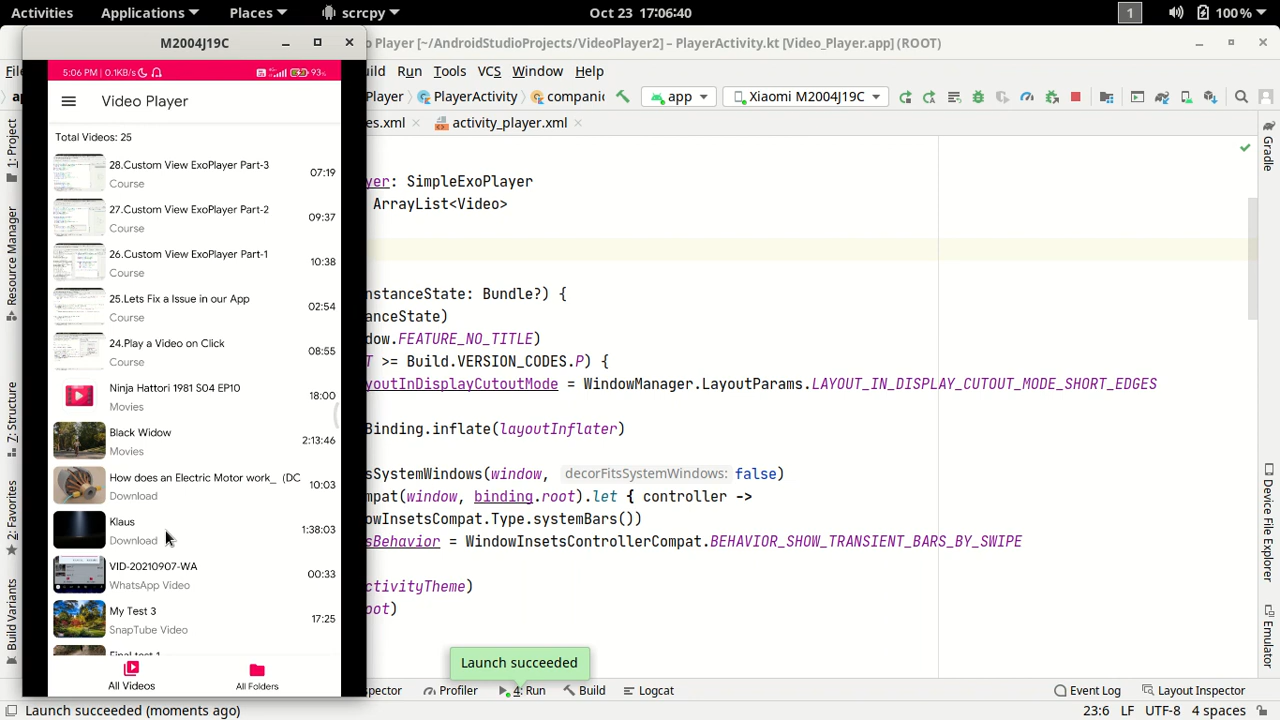 Activities Applications Places scrcpy Oct 23 17:06:40 1 100 %
M2004J19C
Player [~/AndroidStudioProjects/VideoPlayer2] – PlayerActivity.kt [Video_Player.app] (ROOT)
Run Tools VCS Window Help
PlayerActivity app Xiaomi M2004J19C
.xml activity_player.xml
5:06 PM | 0.1KB/s 93%
Video Player
Total Videos: 25
28.Custom View ExoPlayer Part-3
Course
07:19
27.Custom View ExoPlayer Part-2
Course
09:37
26.Custom View ExoPlayer Part-1
Course
10:38
25.Lets Fix a Issue in our App
Course
02:54
24.Play a Video on Click
Course
08:55
Ninja Hattori 1981 S04 EP10
Movies
18:00
Black Widow
Movies
2:13:46
How does an Electric Motor work_ (DC
Download
10:03
Klaus
Download
1:38:03
VID-20210907-WA
WhatsApp Video
00:33
My Test 3
SnapTube Video
17:25
All Videos
All Folders
yer: SimpleExoPlayer
ArrayList<Video>
nstanceState: Bundle?) {
anceState)
dow.FEATURE_NO_TITLE)
T >= Build.VERSION_CODES.P) {
youtInDisplayCutoutMode = WindowManager.LayoutParams.LAYOUT_IN_DISPLAY_CUTOUT_MODE_SHORT_EDGES
Binding.inflate(layoutInflater)
sSystemWindows(window, decorFitsSystemWindows: false)
mpat(window, binding.root).let { controller ->
owInsetsCompat.Type.systemBars())
sBehavior = WindowInsetsControllerCompat.BEHAVIOR_SHOW_TRANSIENT_BARS_BY_SWIPE
ctivityTheme)
oot)
1: Project
Resource Manager
7: Structure
2: Favorites
Build Variants
Gradle
Device File Explorer
Emulator
Launch succeeded
Profiler 4: Run Build Logcat Event Log Layout Inspector
Launch succeeded (moments ago) 23:6 LF UTF-8 4 spaces